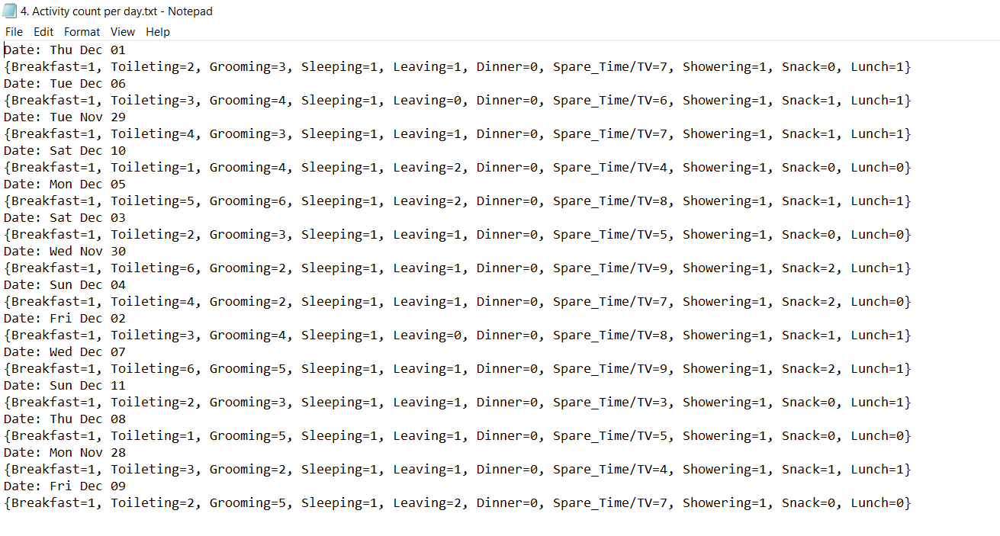 4. Activity count per day.txt - Notepad
File Edit Format View Help
Date: Thu Dec 01
{Breakfast=1, Toileting=2, Grooming=3, Sleeping=1, Leaving=1, Dinner=0, Spare_Time/TV=7, Showering=1, Snack=0, Lunch=1}
Date: Tue Dec 06
{Breakfast=1, Toileting=3, Grooming=4, Sleeping=1, Leaving=0, Dinner=0, Spare_Time/TV=6, Showering=1, Snack=1, Lunch=1}
Date: Tue Nov 29
{Breakfast=1, Toileting=4, Grooming=3, Sleeping=1, Leaving=1, Dinner=0, Spare_Time/TV=7, Showering=1, Snack=1, Lunch=1}
Date: Sat Dec 10
{Breakfast=1, Toileting=1, Grooming=4, Sleeping=1, Leaving=2, Dinner=0, Spare_Time/TV=4, Showering=1, Snack=0, Lunch=0}
Date: Mon Dec 05
{Breakfast=1, Toileting=5, Grooming=6, Sleeping=1, Leaving=2, Dinner=0, Spare_Time/TV=8, Showering=1, Snack=1, Lunch=1}
Date: Sat Dec 03
{Breakfast=1, Toileting=2, Grooming=3, Sleeping=1, Leaving=1, Dinner=0, Spare_Time/TV=5, Showering=1, Snack=0, Lunch=0}
Date: Wed Nov 30
{Breakfast=1, Toileting=6, Grooming=2, Sleeping=1, Leaving=1, Dinner=0, Spare_Time/TV=9, Showering=1, Snack=2, Lunch=1}
Date: Sun Dec 04
{Breakfast=1, Toileting=4, Grooming=2, Sleeping=1, Leaving=1, Dinner=0, Spare_Time/TV=7, Showering=1, Snack=2, Lunch=0}
Date: Fri Dec 02
{Breakfast=1, Toileting=3, Grooming=4, Sleeping=1, Leaving=0, Dinner=0, Spare_Time/TV=8, Showering=1, Snack=1, Lunch=1}
Date: Wed Dec 07
{Breakfast=1, Toileting=6, Grooming=5, Sleeping=1, Leaving=1, Dinner=0, Spare_Time/TV=9, Showering=1, Snack=2, Lunch=1}
Date: Sun Dec 11
{Breakfast=1, Toileting=2, Grooming=3, Sleeping=1, Leaving=1, Dinner=0, Spare_Time/TV=3, Showering=1, Snack=0, Lunch=1}
Date: Thu Dec 08
{Breakfast=1, Toileting=1, Grooming=5, Sleeping=1, Leaving=1, Dinner=0, Spare_Time/TV=5, Showering=1, Snack=0, Lunch=0}
Date: Mon Nov 28
{Breakfast=1, Toileting=3, Grooming=2, Sleeping=1, Leaving=1, Dinner=0, Spare_Time/TV=4, Showering=1, Snack=1, Lunch=1}
Date: Fri Dec 09
{Breakfast=1, Toileting=2, Grooming=5, Sleeping=1, Leaving=2, Dinner=0, Spare_Time/TV=7, Showering=1, Snack=0, Lunch=0}